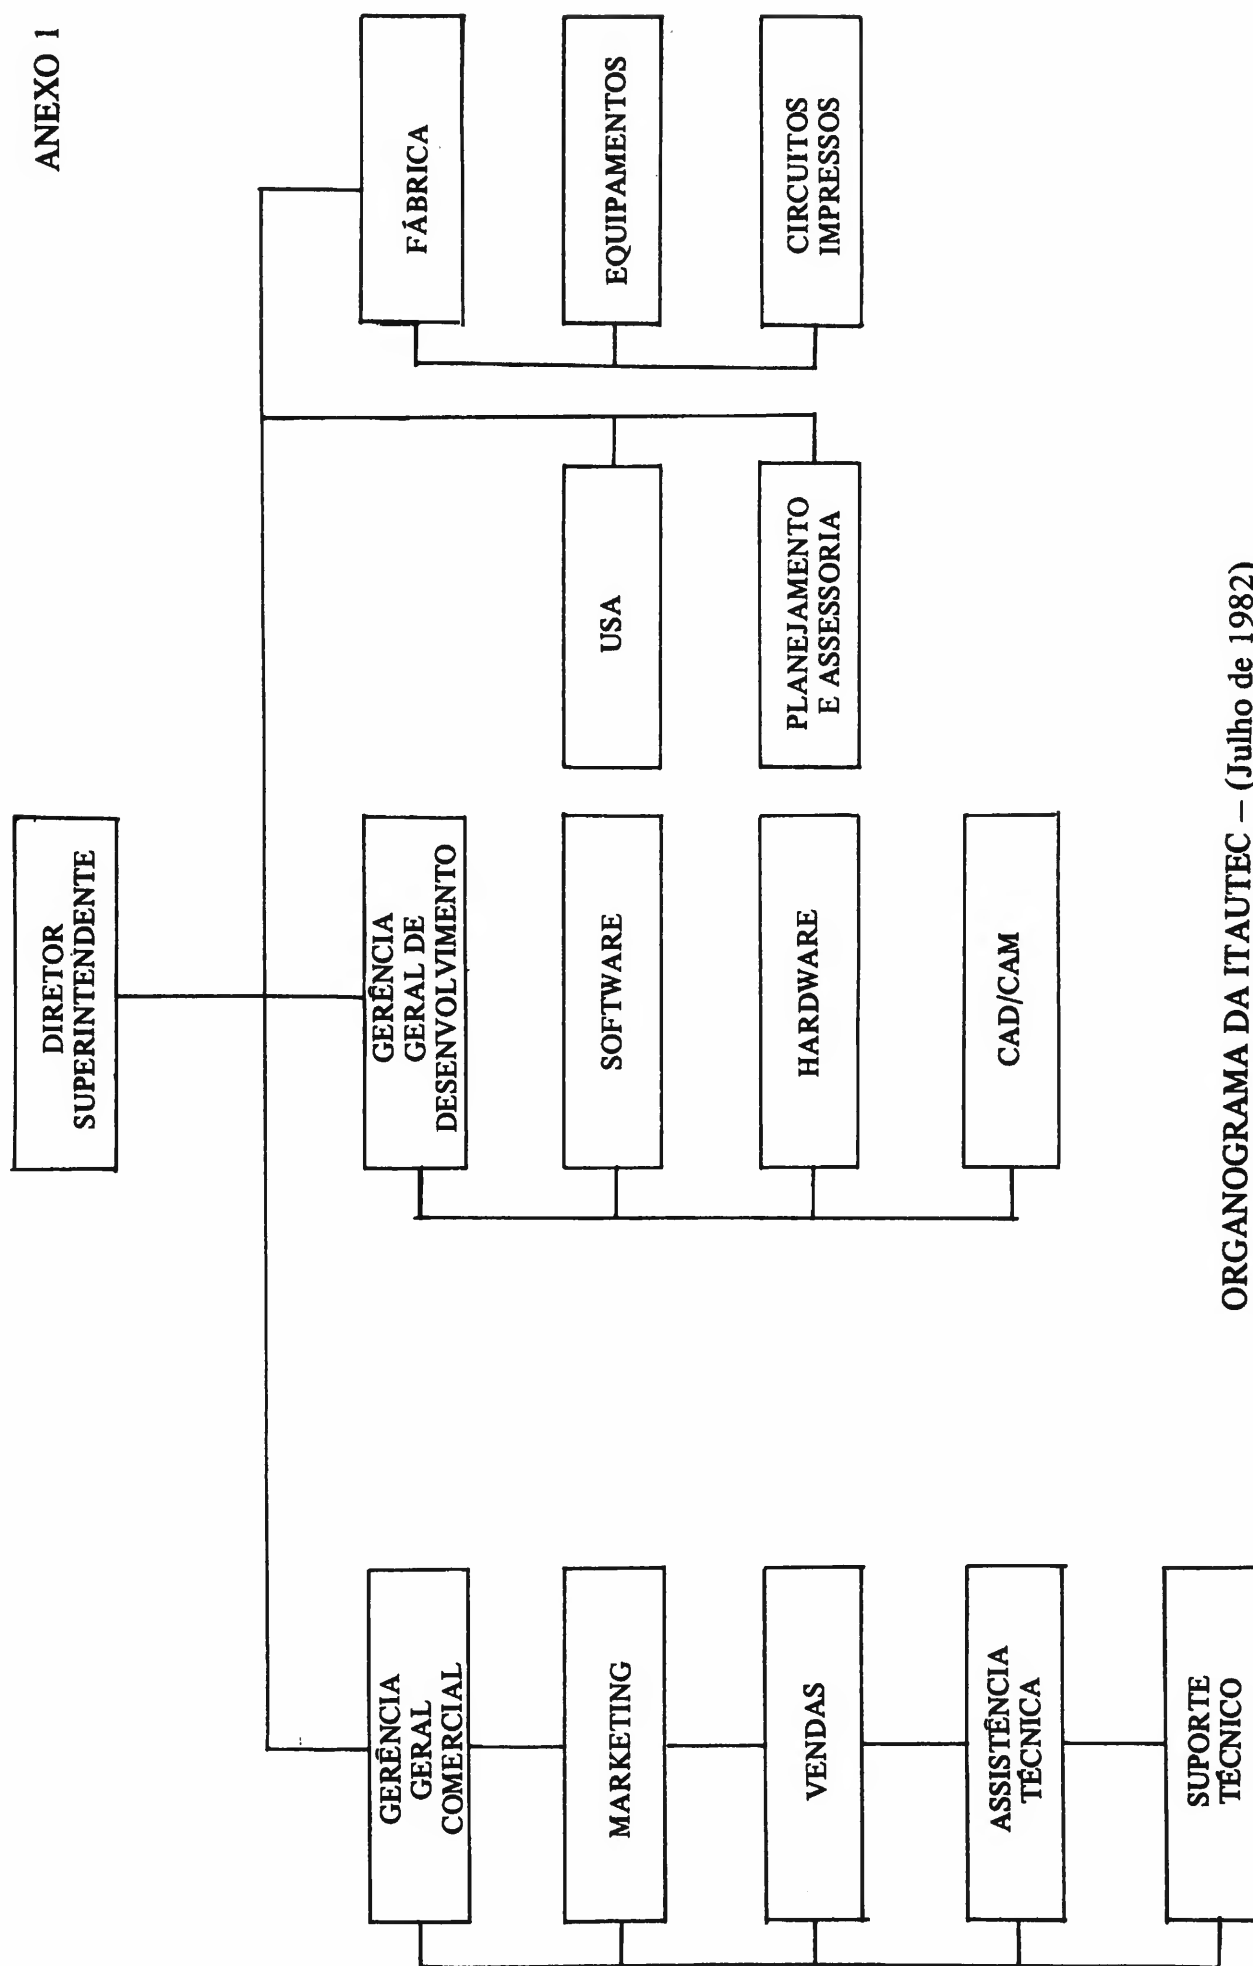 ANEXO 1
DIRETOR
SUPERINTENDENTE
GERÊNCIA
GERAL
COMERCIAL
MARKETING
VENDAS
ASSISTÊNCIA
TÉCNICA
SUPORTE
TÉCNICO
GERÊNCIA
GERAL DE
DESENVOLVIMENTO
SOFTWARE
HARDWARE
CAD/CAM
USA
PLANEJAMENTO
E ASSESSORIA
FÁBRICA
EQUIPAMENTOS
CIRCUITOS
IMPRESSOS
ORGANOGRAMA DA ITAUTEC – (Julho de 1982)